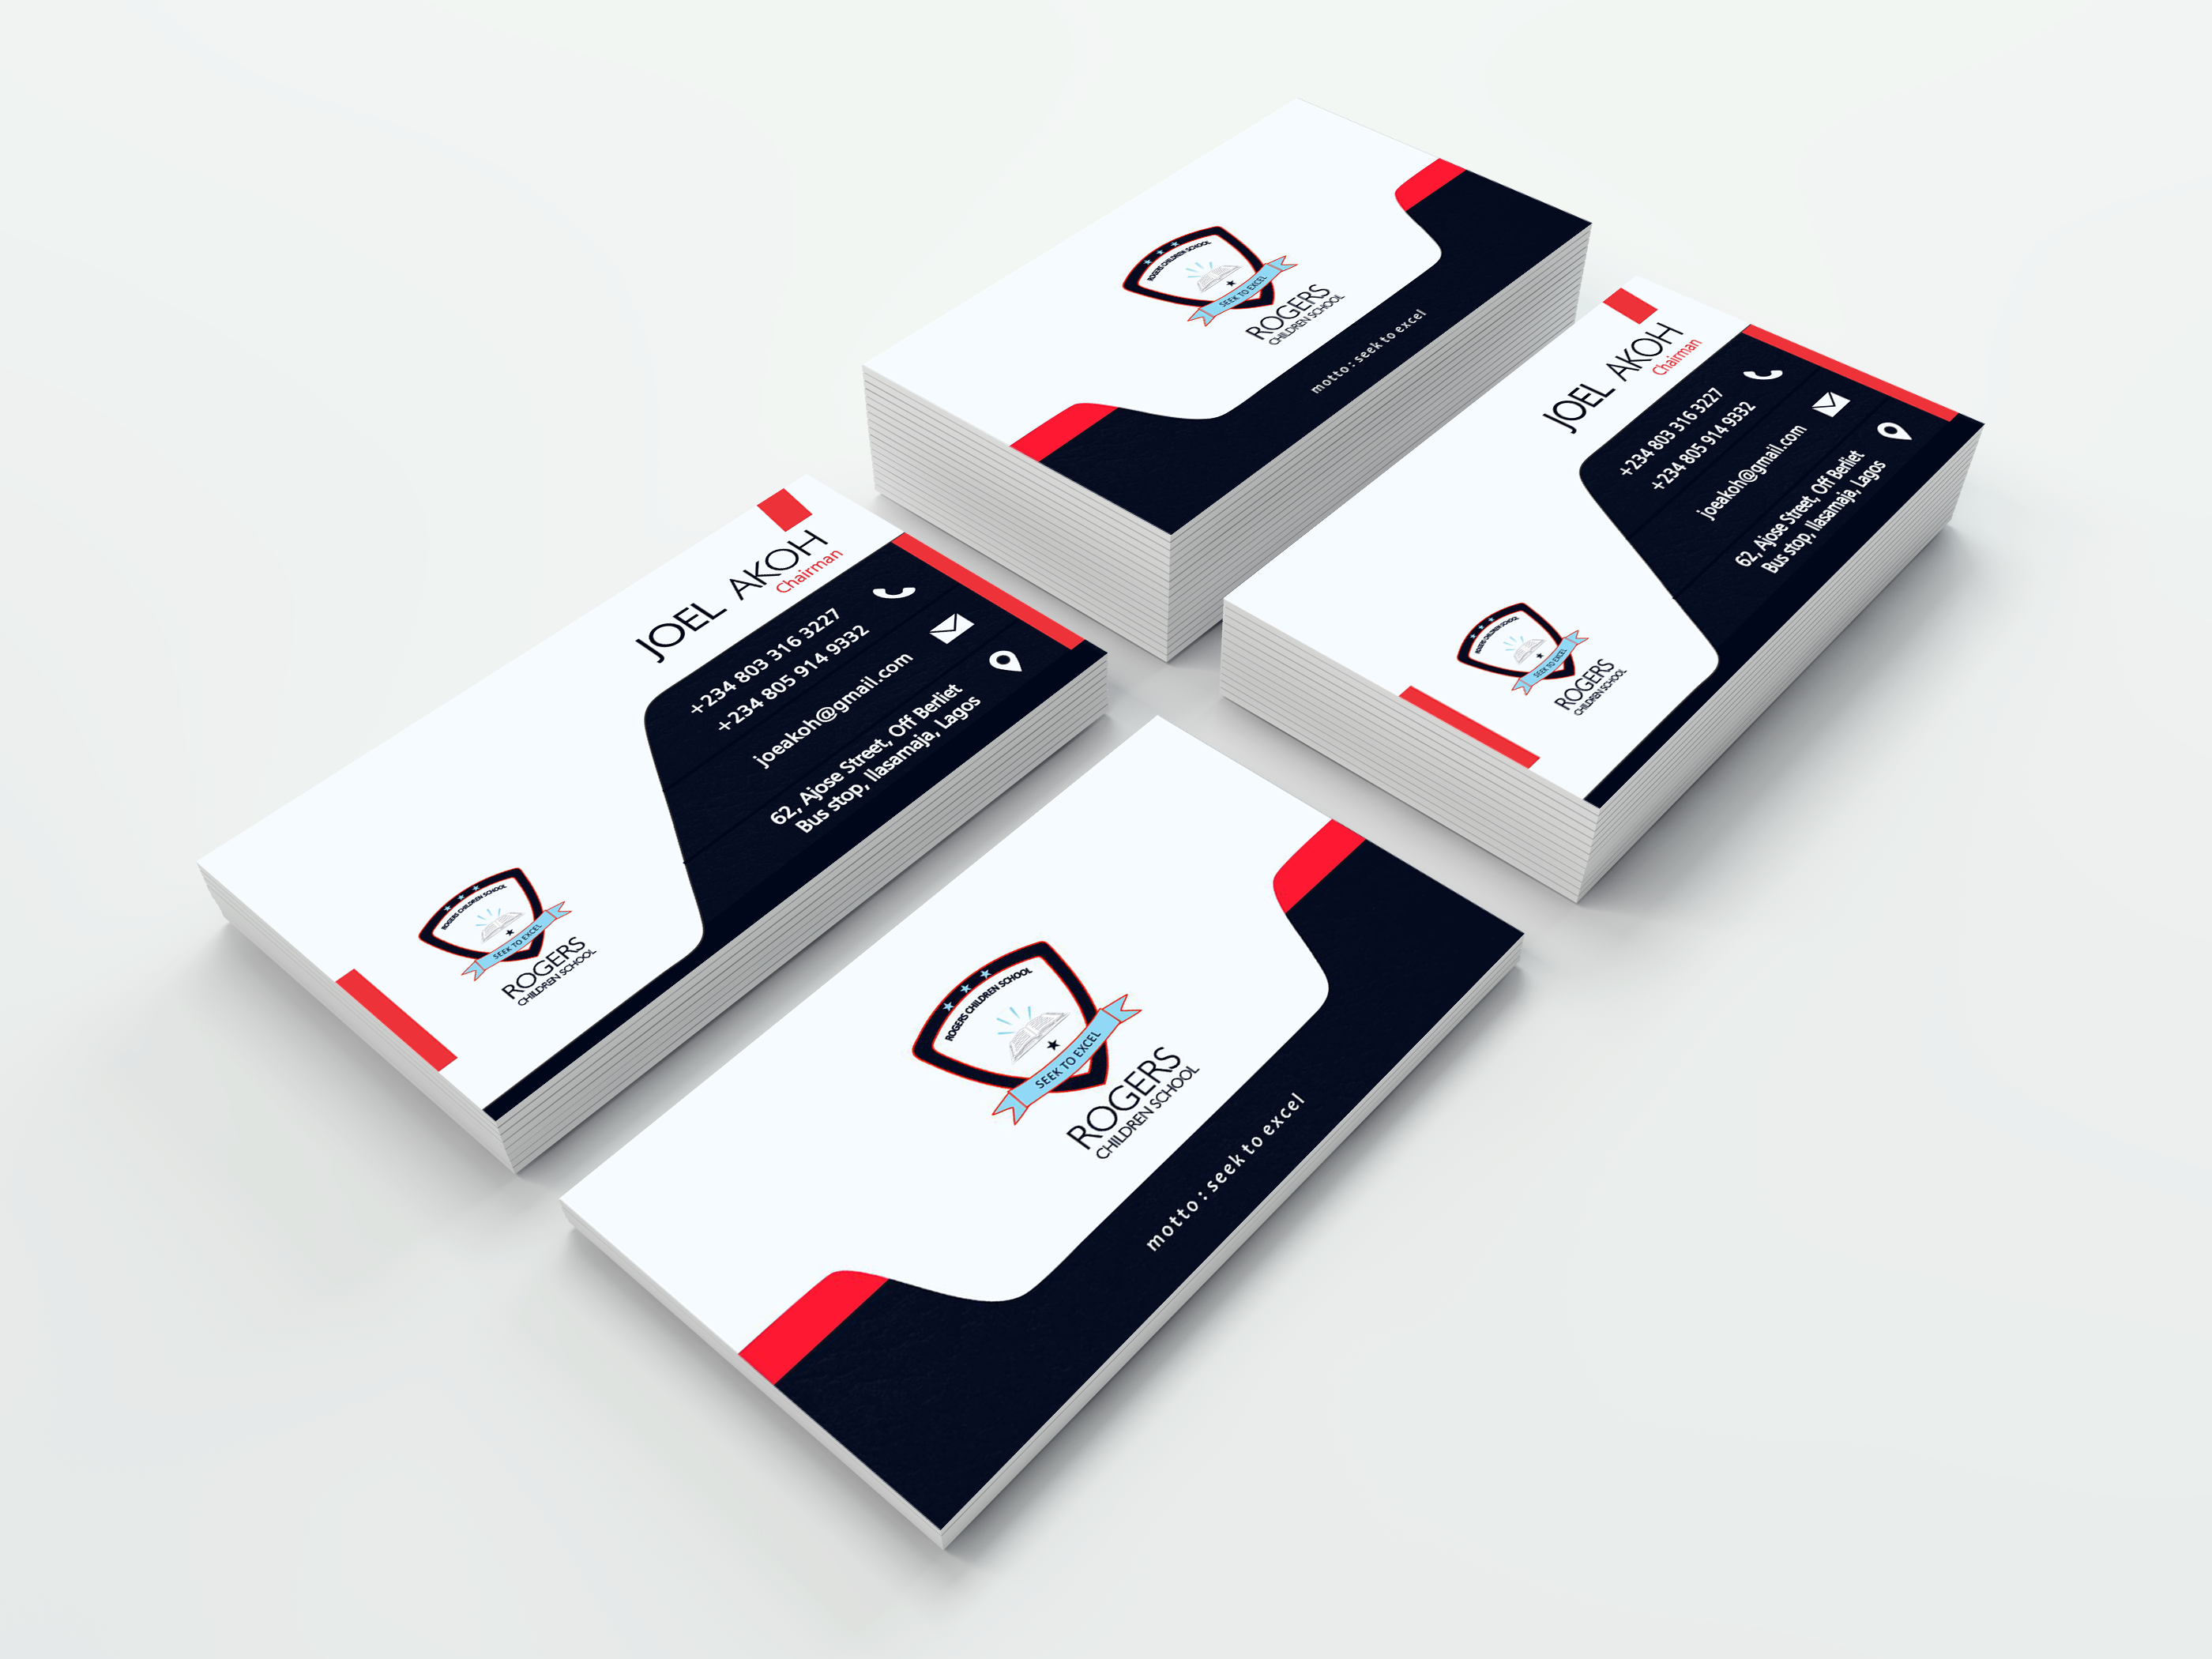 ROGERS CHILDREN SCHOOL
SEEK TO EXCEL
ROGERS
CHILDREN SCHOOL
motto : seek to excel
JOEL AKOH
Chairman
+234 803 316 3227
+234 805 914 9332
joeakoh@gmail.com
62, Ajose Street, Off Berliet
Bus stop, Ilasamaja, Lagos
ROGERS CHILDREN SCHOOL
SEEK TO EXCEL
ROGERS
CHILDREN SCHOOL
JOEL AKOH
Chairman
+234 803 316 3227
+234 805 914 9332
joeakoh@gmail.com
62, Ajose Street, Off Berliet
Bus stop, Ilasamaja, Lagos
ROGERS CHILDREN SCHOOL
SEEK TO EXCEL
ROGERS
CHILDREN SCHOOL
ROGERS CHILDREN SCHOOL
SEEK TO EXCEL
ROGERS
CHILDREN SCHOOL
motto : seek to excel